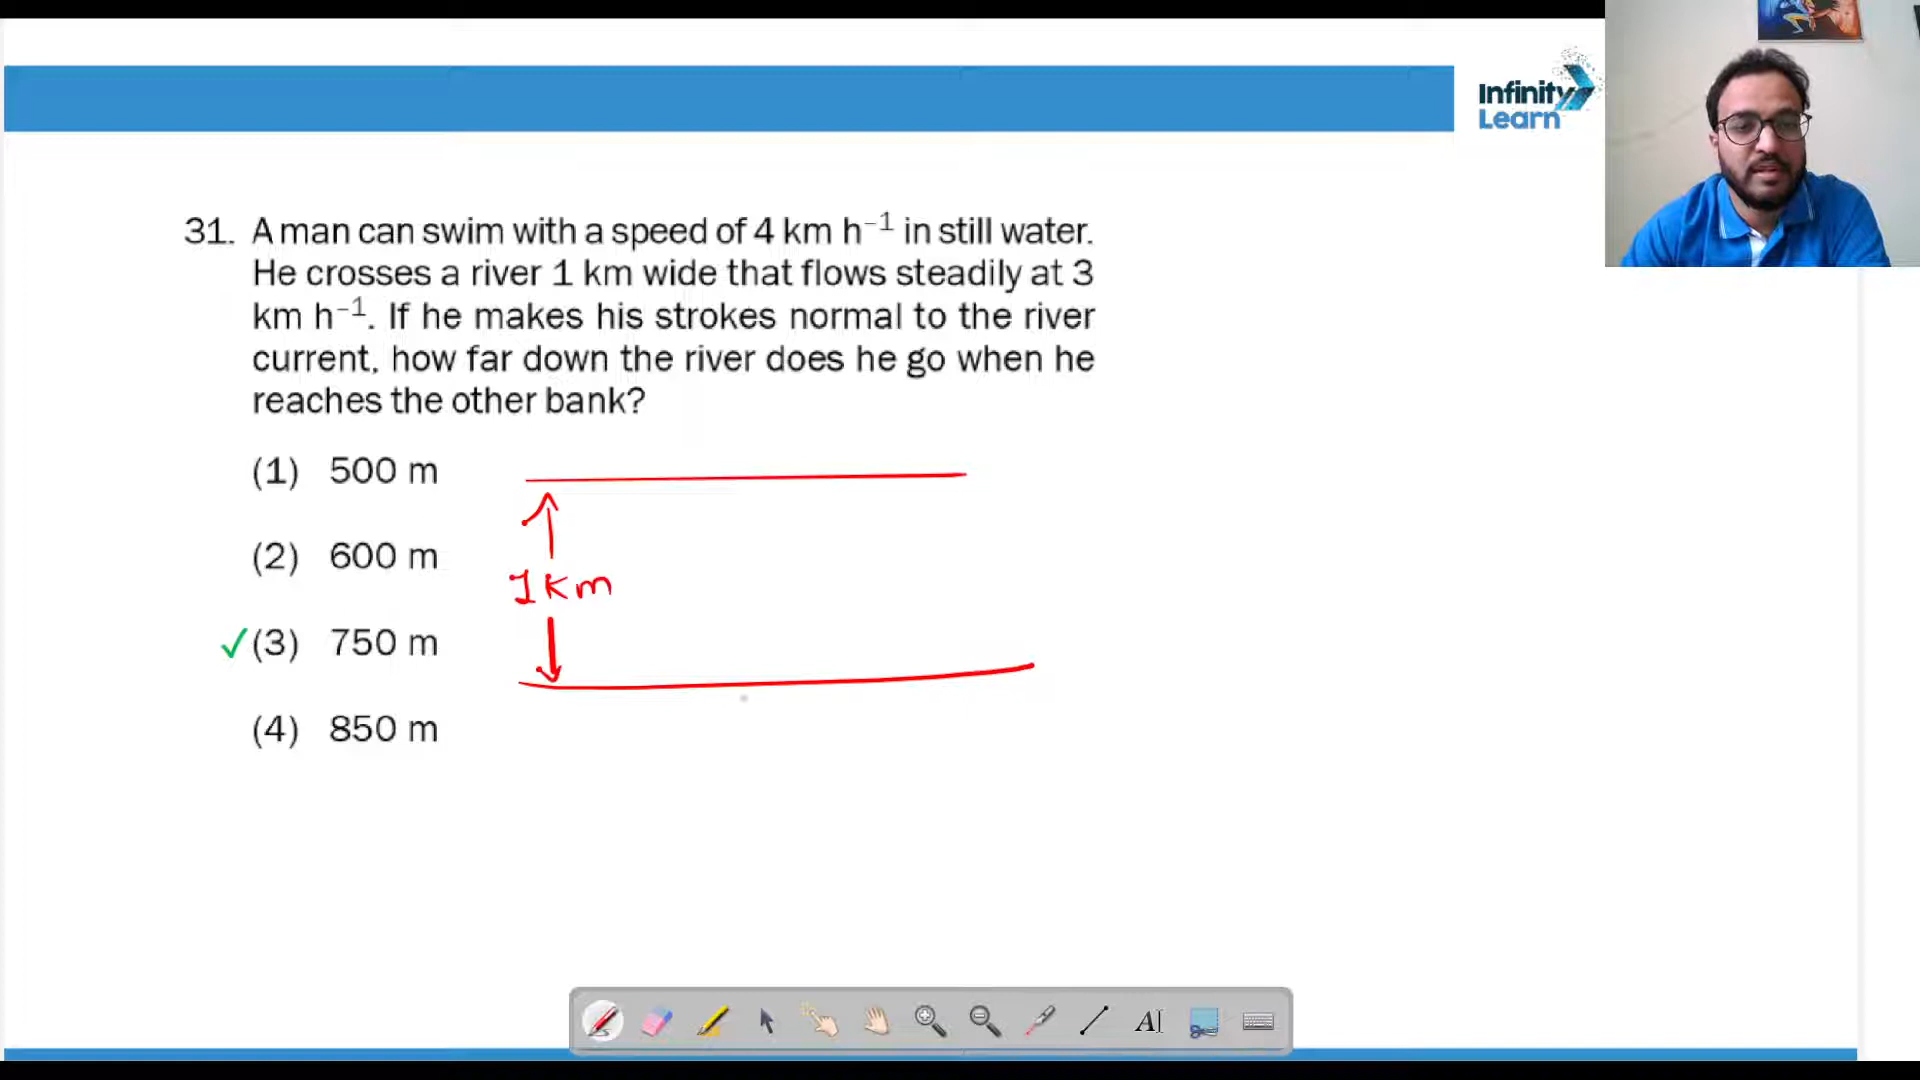 Infinity
Learn
31. A man can swim with a speed of 4 km h⁻¹ in still water.
He crosses a river 1 km wide that flows steadily at 3
km h⁻¹. If he makes his strokes normal to the river
current, how far down the river does he go when he
reaches the other bank?
(1) 500 m
(2) 600 m
1km
✓(3) 750 m
(4) 850 m
A